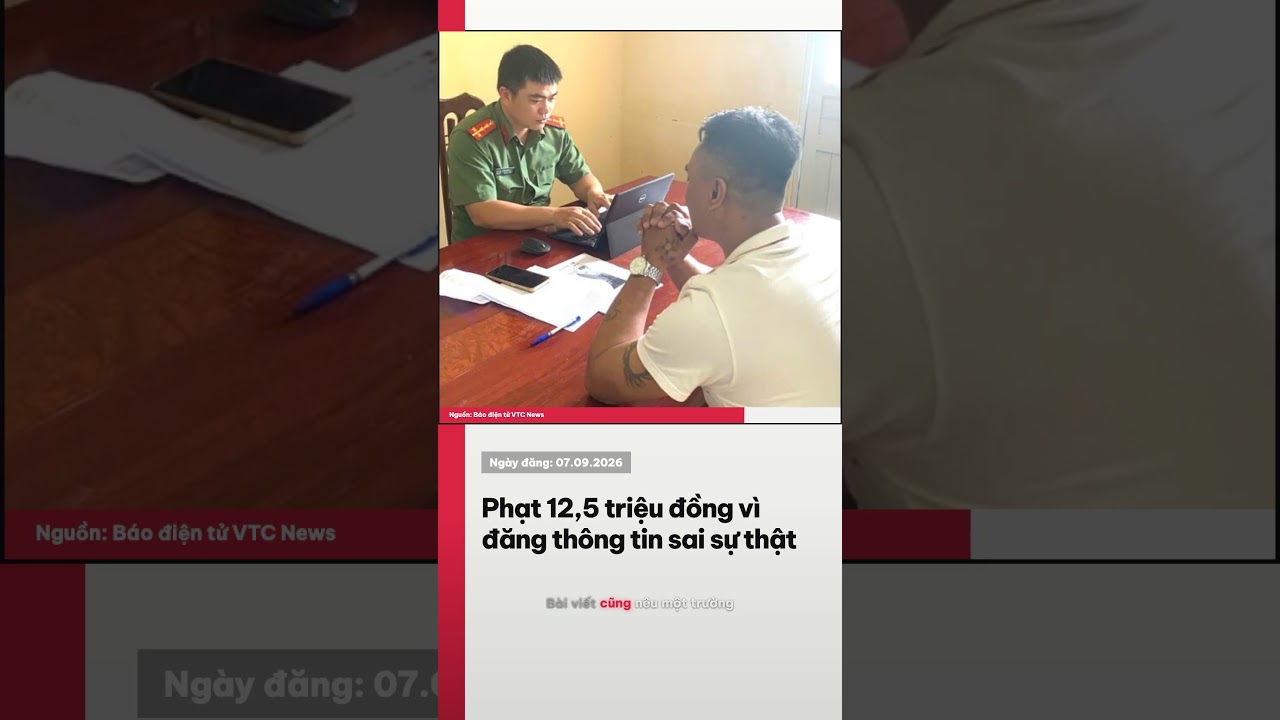 Nguồn: Báo điện tử VTC News
Ngày đăng: 07.09.2026
Phạt 12,5 triệu đồng vì
đăng thông tin sai sự thật
Bài viết cũng nêu một trường
Nguồn: Báo điện tử VTC News
Ngày đăng: 07.0